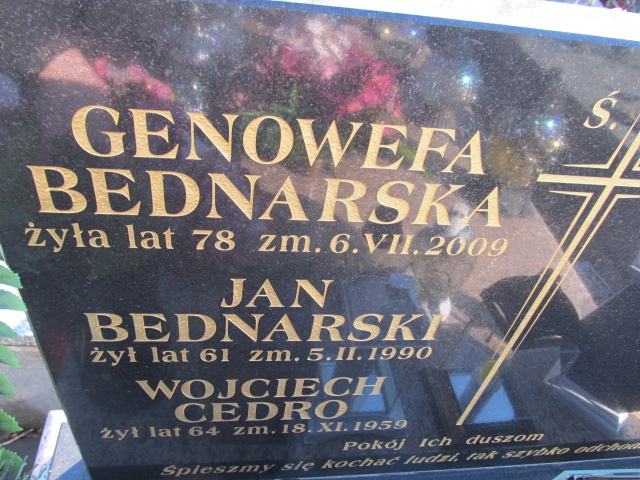 Ś.
GENOWEFA
BEDNARSKA
żyła lat 78 zm. 6. VII. 2009
JAN
BEDNARSKI
żył lat 61 zm. 5. II. 1990
WOJCIECH
CEDRO
żył lat 64 zm. 18. XI. 1959
Pokój Ich duszom
Śpieszmy się kochać ludzi, tak szybko odchod